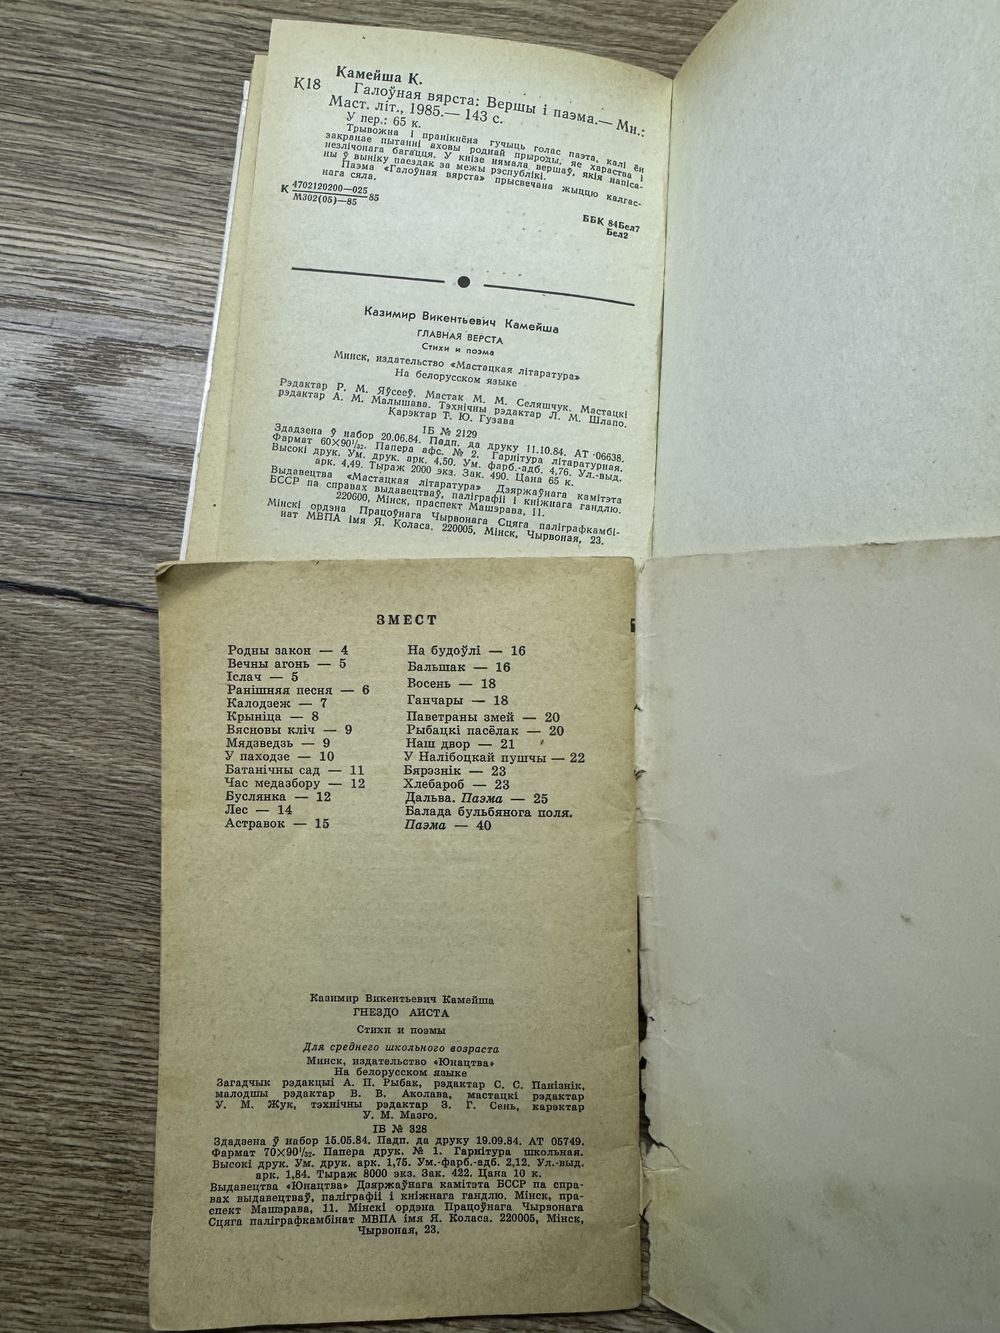 Камейша К.
К18
Галоўная вярста: Вершы і паэма.— Мн.:
Маст. літ., 1985.— 143 с.
У пер.: 65 к.
Трывожна і пранікнёна гучыць голас паэта, калі ён
закранае пытанні аховы роднай прыроды, яе хараства і
незлічонага багацця. У кнізе нямала вершаў, якія напіса-
ны ў выніку паездак за межы рэспублікі.
Паэма «Галоўная вярста» прысвечана жыццю калгас-
нага сяла.
К 4702120200—025
М302(05)—85 85
ББК 84Бел7
Бел2
Казимир Викентьевич Камейша
ГЛАВНАЯ ВЕРСТА
Стихи и поэма
Минск, издательство «Мастацкая літаратура»
На белорусском языке
Рэдактар Р. М. Яўсееў. Мастак М. М. Селяшчук. Мастацкі
рэдактар А. М. Малышава. Тэхнічны рэдактар Л. М. Шлапо.
Карэктар Т. Ю. Гузава
ІБ № 2129
Здадзена ў набор 20.06.84. Падп. да друку 11.10.84. АТ 06638.
Фармат 60×90¹/₃₂. Папера афс. № 2. Гарнітура літаратурная.
Высокі друк. Ум. друк. арк. 4,50. Ум. фарб.-адб. 4,76. Ул.-выд.
арк. 4,49. Тыраж 2000 экз. Зак. 490. Цана 65 к.
Выдавецтва «Мастацкая літаратура» Дзяржаўнага камітэта
БССР па справах выдавецтваў, паліграфіі і кніжнага гандлю.
220600, Мінск, праспект Машэрава, 11.
Мінскі ордэна Працоўнага Чырвонага Сцяга паліграфкамбі-
нат МВПА імя Я. Коласа. 220005, Мінск, Чырвоная, 23.
ЗМЕСТ
Родны закон — 4
Вечны агонь — 5
Іслач — 5
Ранішняя песня — 6
Калодзеж — 7
Крыніца — 8
Вясновы кліч — 9
Мядзведзь — 9
У паходзе — 10
Батанічны сад — 11
Час медазбору — 12
Буслянка — 12
Лес — 14
Астравок — 15
На будоўлі — 16
Бальшак — 16
Восень — 18
Ганчары — 18
Паветраны змей — 20
Рыбацкі пасёлак — 20
Наш двор — 21
У Налібоцкай пушчы — 22
Бярэзнік — 23
Хлебароб — 23
Дальва. Паэма — 25
Балада бульбянога поля.
Паэма — 40
Казимир Викентьевич Камейша
ГНЕЗДО АИСТА
Стихи и поэмы
Для среднего школьного возраста
Минск, издательство «Юнацтва»
На белорусском языке
Загадчык рэдакцыі А. П. Рыбак, рэдактар С. С. Панізнік,
малодшы рэдактар В. В. Аколава, мастацкі рэдактар
У. М. Жук, тэхнічны рэдактар З. Г. Сень, карэктар
У. М. Мазго.
ІБ № 328
Здадзена ў набор 15.05.84. Падп. да друку 19.09.84. АТ 05749.
Фармат 70×90¹/₃₂. Папера друк. № 1. Гарнітура школьная.
Высокі друк. Ум. друк. арк. 1,75. Ум.-фарб.-адб. 2,12. Ул.-выд.
арк. 1,84. Тыраж 8000 экз. Зак. 422. Цана 10 к.
Выдавецтва «Юнацтва» Дзяржаўнага камітэта БССР па спра-
вах выдавецтваў, паліграфіі і кніжнага гандлю. Мінск, пра-
спект Машэрава, 11. Мінскі ордэна Працоўнага Чырвонага
Сцяга паліграфкамбінат МВПА імя Я. Коласа. 220005, Мінск,
Чырвоная, 23.